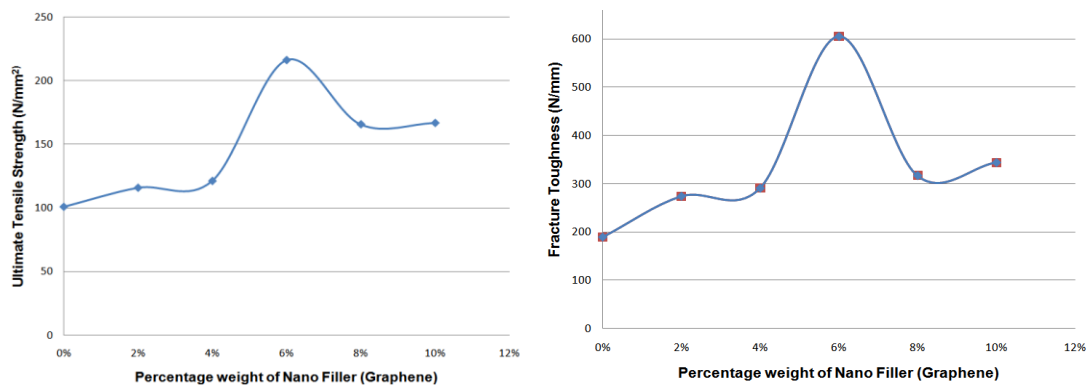 250
200
150
100
50
0
0% 2% 4% 6% 8% 10% 12%
Ultimate Tensile Strength (N/mm²)
Percentage weight of Nano Filler (Graphene)
600
500
400
300
200
100
0
0% 2% 4% 6% 8% 10% 12%
Fracture Toughness (N/mm)
Percentage weight of Nano Filler (Graphene)